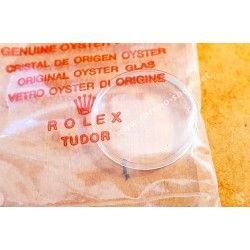 GENUINE OYSTER
CRISTAL DE ORIGEN OYSTER
ORIGINAL OYSTER GLAS
VETRO OYSTER DI ORIGINE
ROLEX
TUDOR